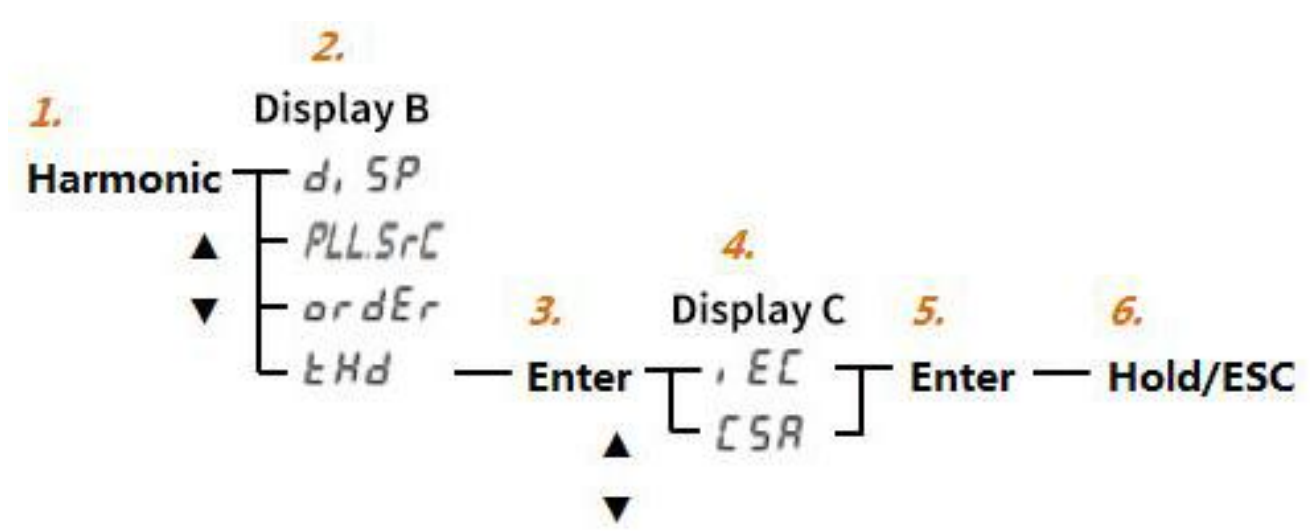 2.
1. Display B
Harmonic d, SP
▲ PLL.SrC
4.
▼ ordEr 3. Display C 5. 6.
tHd Enter , EC Enter Hold/ESC
▲ CSA
▼